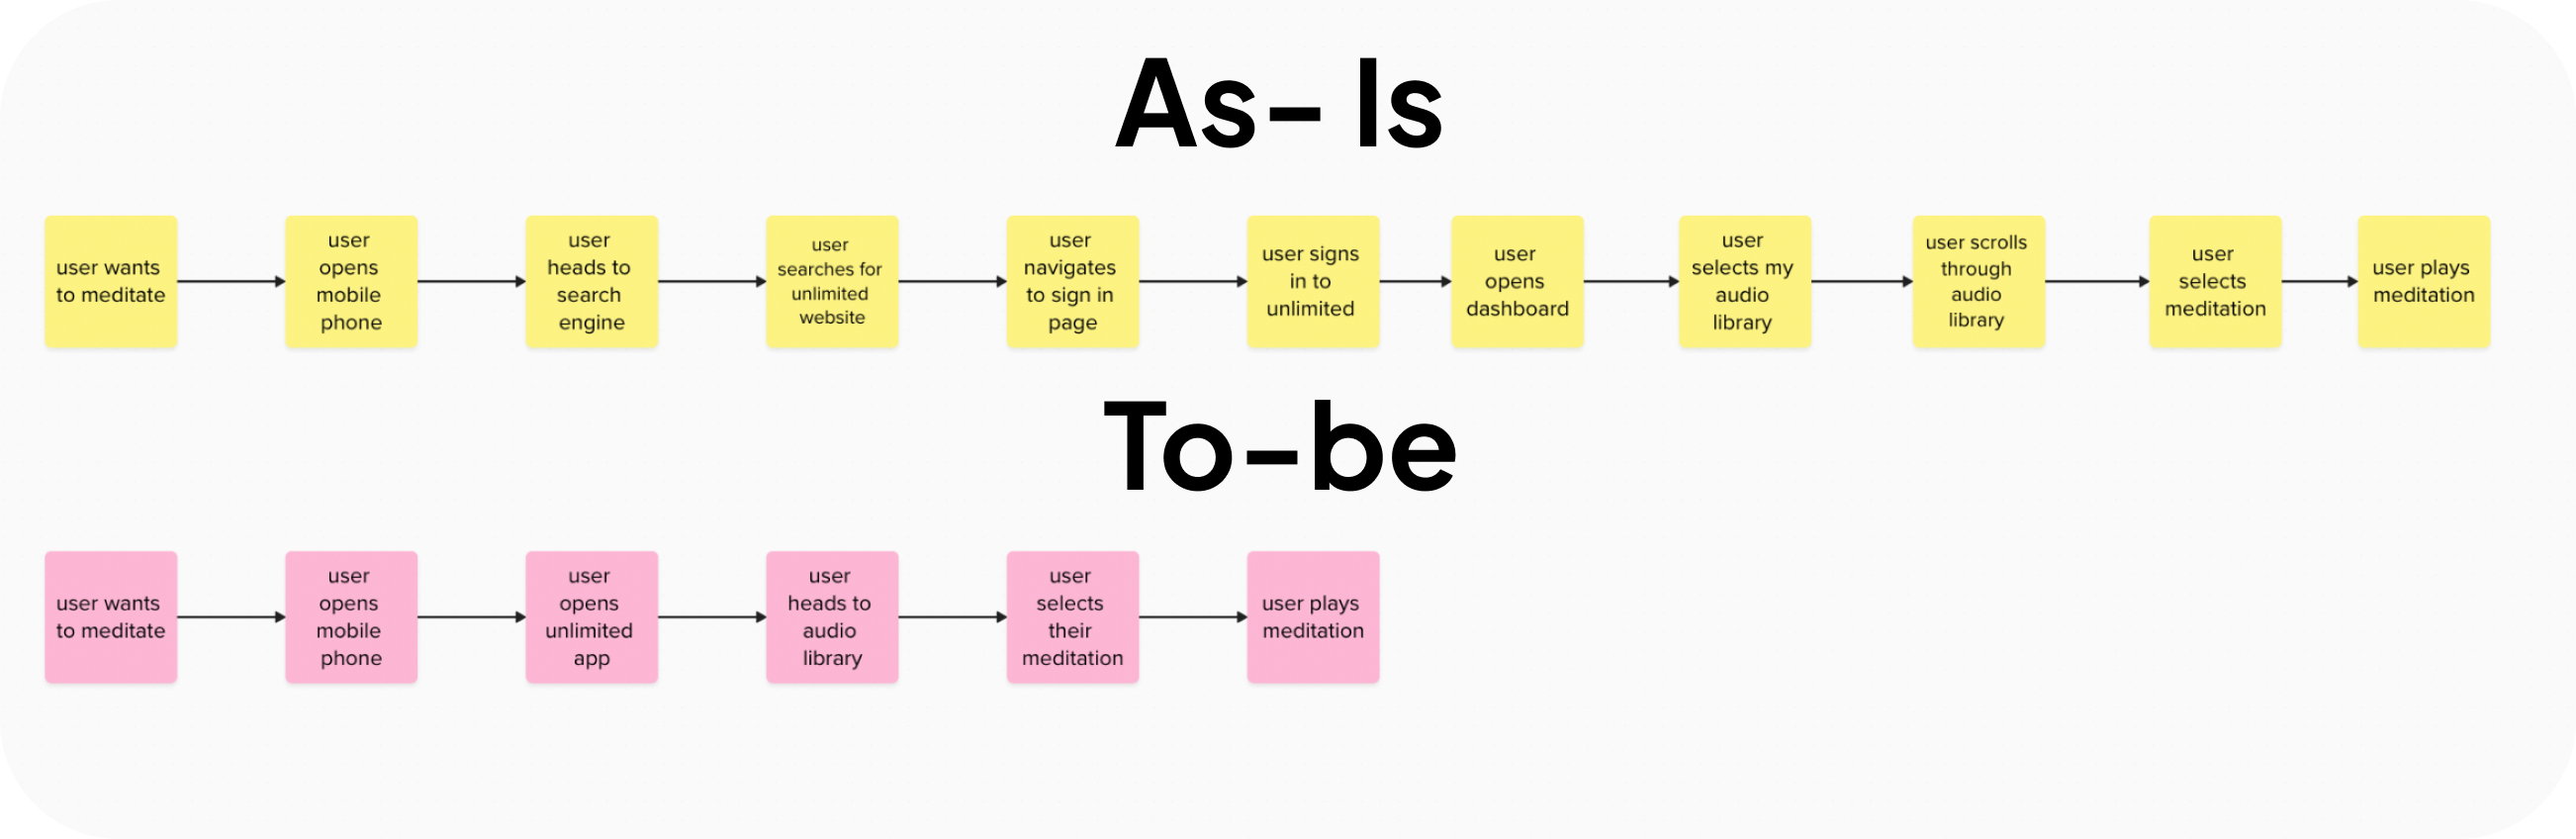 As- Is
user wants
to meditate
user
opens
mobile
phone
user
heads to
search
engine
user
searches for
unlimited
website
user
navigates
to sign in
page
user signs
in to
unlimited
user
opens
dashboard
user
selects my
audio
library
user scrolls
through
audio
library
user
selects
meditation
user plays
meditation
To-be
user wants
to meditate
user
opens
mobile
phone
user
opens
unlimited
app
user
heads to
audio
library
user
selects
their
meditation
user plays
meditation